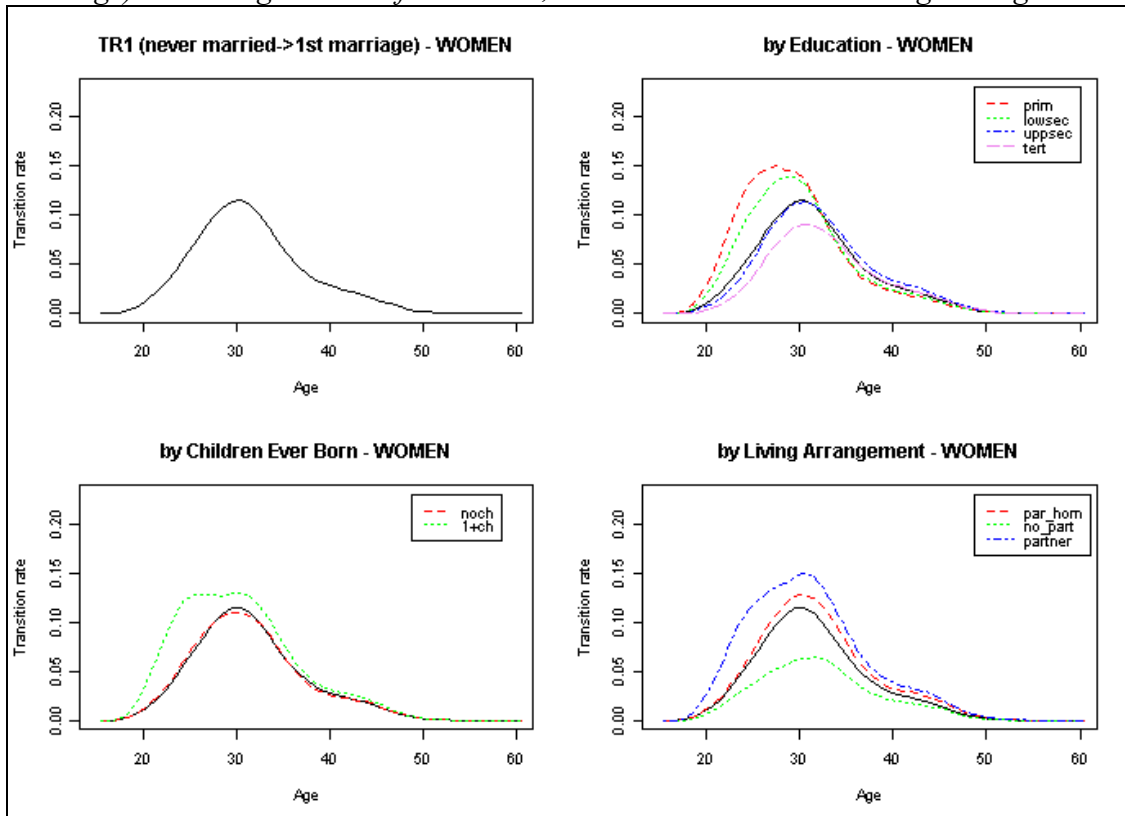 TR1 (never married->1st marriage) - WOMEN
Transition rate
0.00 0.05 0.10 0.15 0.20
20 30 40 50 60
Age
by Education - WOMEN
prim
lowsec
uppsec
tert
Transition rate
0.00 0.05 0.10 0.15 0.20
20 30 40 50 60
Age
by Children Ever Born - WOMEN
noch
1+ch
Transition rate
0.00 0.05 0.10 0.15 0.20
20 30 40 50 60
Age
by Living Arrangement - WOMEN
par_hom
no_part
partner
Transition rate
0.00 0.05 0.10 0.15 0.20
20 30 40 50 60
Age